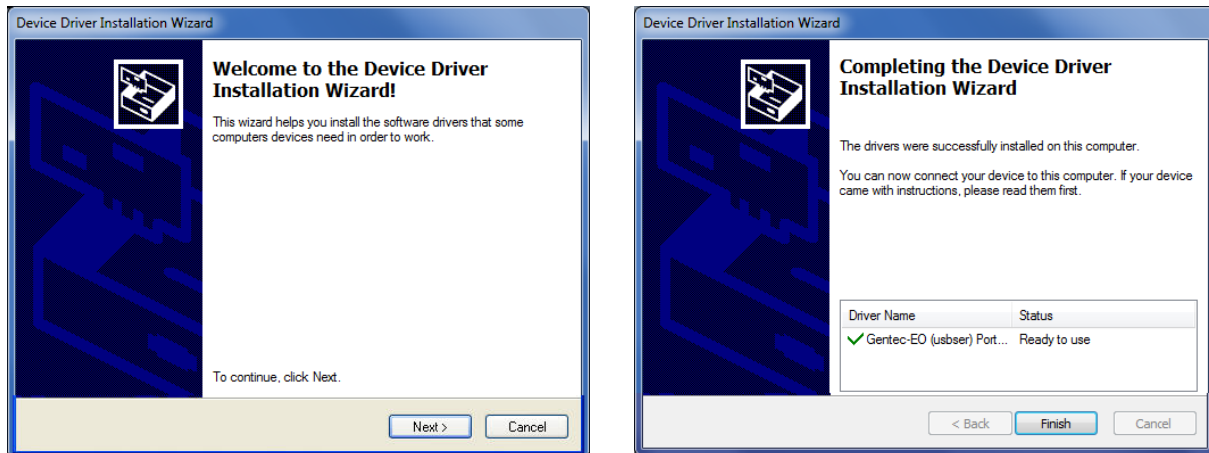 Device Driver Installation Wizard
Welcome to the Device Driver
Installation Wizard!
This wizard helps you install the software drivers that some
computers devices need in order to work.
To continue, click Next.
Next >
Cancel
Device Driver Installation Wizard
Completing the Device Driver
Installation Wizard
The drivers were successfully installed on this computer.
You can now connect your device to this computer. If your device
came with instructions, please read them first.
Driver Name Status
Gentec-EO (usbser) Port... Ready to use
< Back
Finish
Cancel